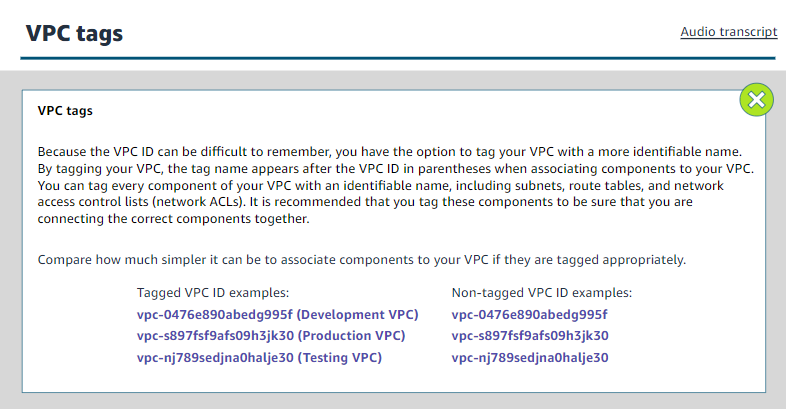 VPC tags
Audio transcript
VPC tags
Because the VPC ID can be difficult to remember, you have the option to tag your VPC with a more identifiable name.
By tagging your VPC, the tag name appears after the VPC ID in parentheses when associating components to your VPC.
You can tag every component of your VPC with an identifiable name, including subnets, route tables, and network
access control lists (network ACLs). It is recommended that you tag these components to be sure that you are
connecting the correct components together.
Compare how much simpler it can be to associate components to your VPC if they are tagged appropriately.
Tagged VPC ID examples:
vpc-0476e890abedg995f (Development VPC)
vpc-s897fsf9afs09h3jk30 (Production VPC)
vpc-nj789sedjna0halje30 (Testing VPC)
Non-tagged VPC ID examples:
vpc-0476e890abedg995f
vpc-s897fsf9afs09h3jk30
vpc-nj789sedjna0halje30